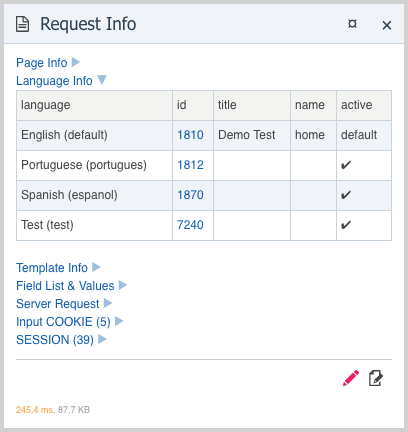 Request Info
Page Info
Language Info
language id title name active
English (default) 1810 Demo Test home default
Portuguese (portugues) 1812 ✔
Spanish (espanol) 1870 ✔
Test (test) 7240 ✔
Template Info
Field List & Values
Server Request
Input COOKIE (5)
SESSION (39)
245.4 ms, 87.7 KB